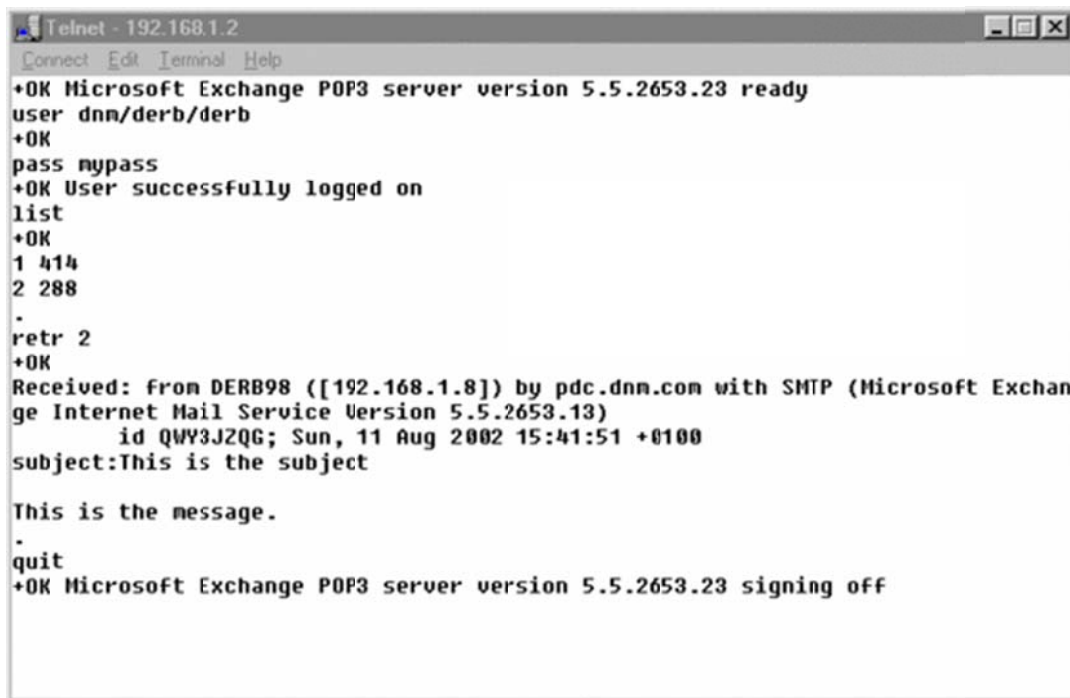 Telnet - 192.168.1.2
Connect Edit Terminal Help
+OK Microsoft Exchange POP3 server version 5.5.2653.23 ready
user dnm/derb/derb
+OK
pass mypass
+OK User successfully logged on
list
+OK
1 414
2 288
.
retr 2
+OK
Received: from DERB98 ([192.168.1.8]) by pdc.dnm.com with SMTP (Microsoft Exchan
ge Internet Mail Service Version 5.5.2653.13)
id QWY3JZQG; Sun, 11 Aug 2002 15:41:51 +0100
subject:This is the subject
This is the message.
.
quit
+OK Microsoft Exchange POP3 server version 5.5.2653.23 signing off